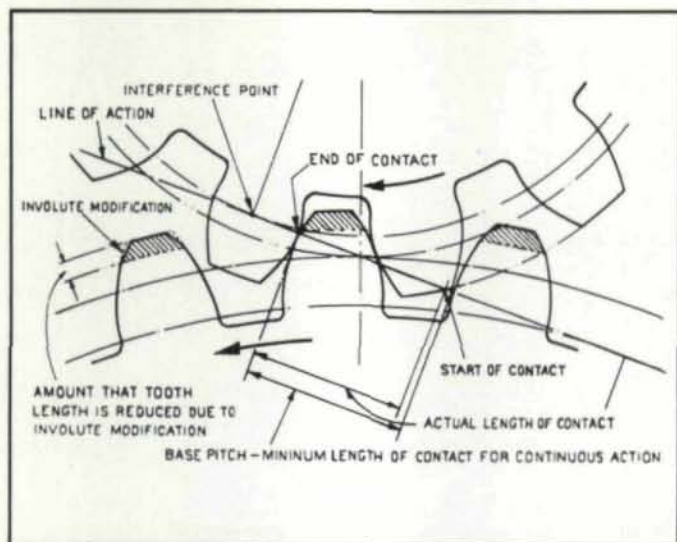 INTERFERENCE POINT
LINE OF ACTION
END OF CONTACT
INVOLUTE MODIFICATION
START OF CONTACT
AMOUNT THAT TOOTH
LENGTH IS REDUCED DUE TO
INVOLUTE MODIFICATION
ACTUAL LENGTH OF CONTACT
BASE PITCH – MININUM LENGTH OF CONTACT FOR CONTINUOUS ACTION